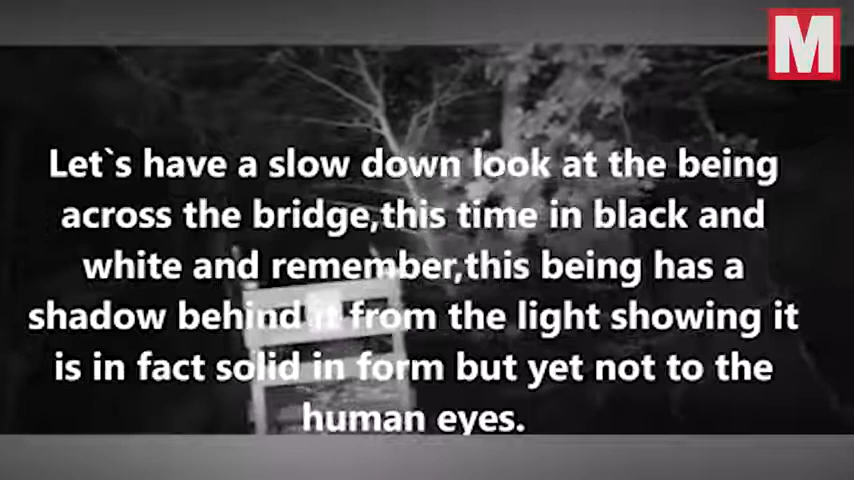 M
Let`s have a slow down look at the being
across the bridge,this time in black and
white and remember,this being has a
shadow behind it from the light showing it
is in fact solid in form but yet not to the
human eyes.